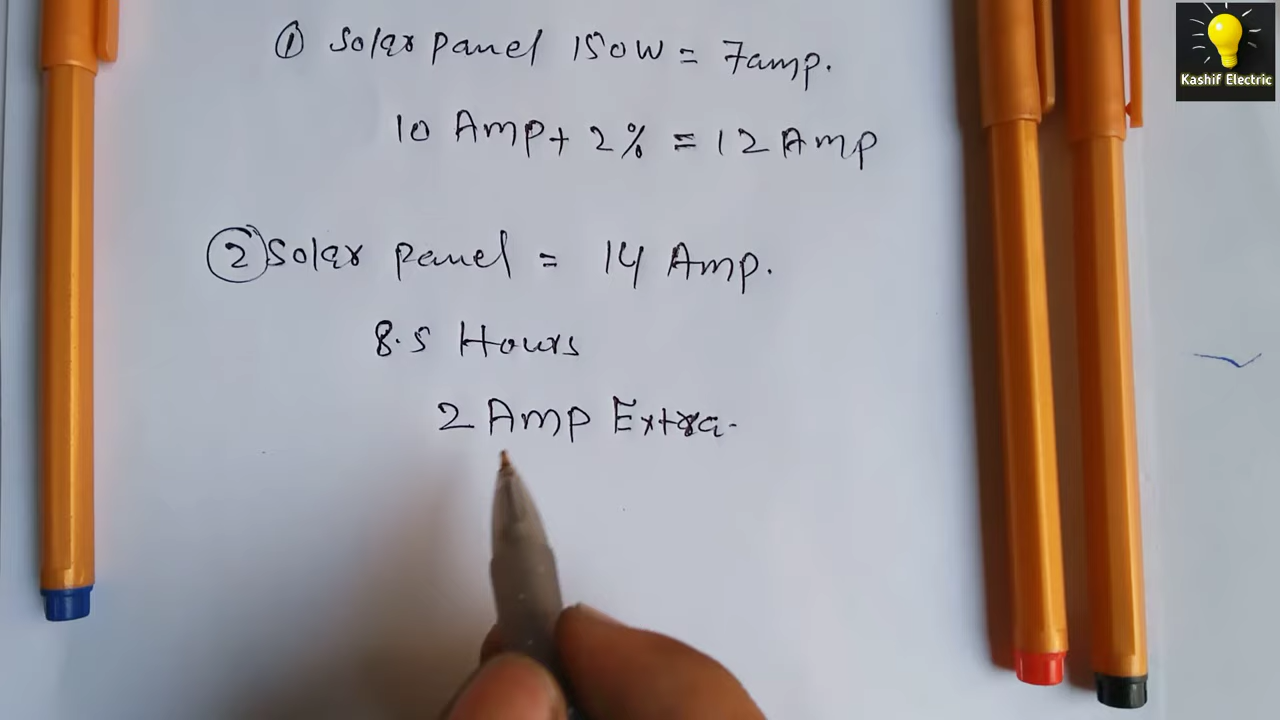 ① Solar panel 150W = 7amp.
10 Amp + 2% = 12 Amp
② Solar panel = 14 Amp.
8.5 Hours
2 Amp Extra.
Kashif Electric